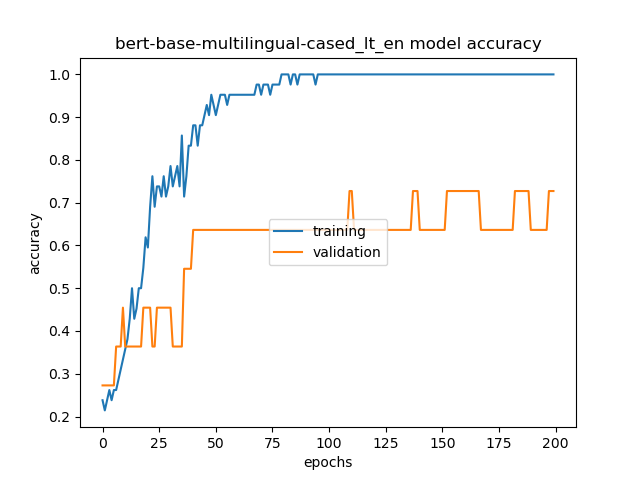 bert-base-multilingual-cased_lt_en model accuracy
1.0
0.9
0.8
0.7
0.6
0.5
0.4
0.3
0.2
accuracy
training
validation
0 25 50 75 100 125 150 175 200
epochs